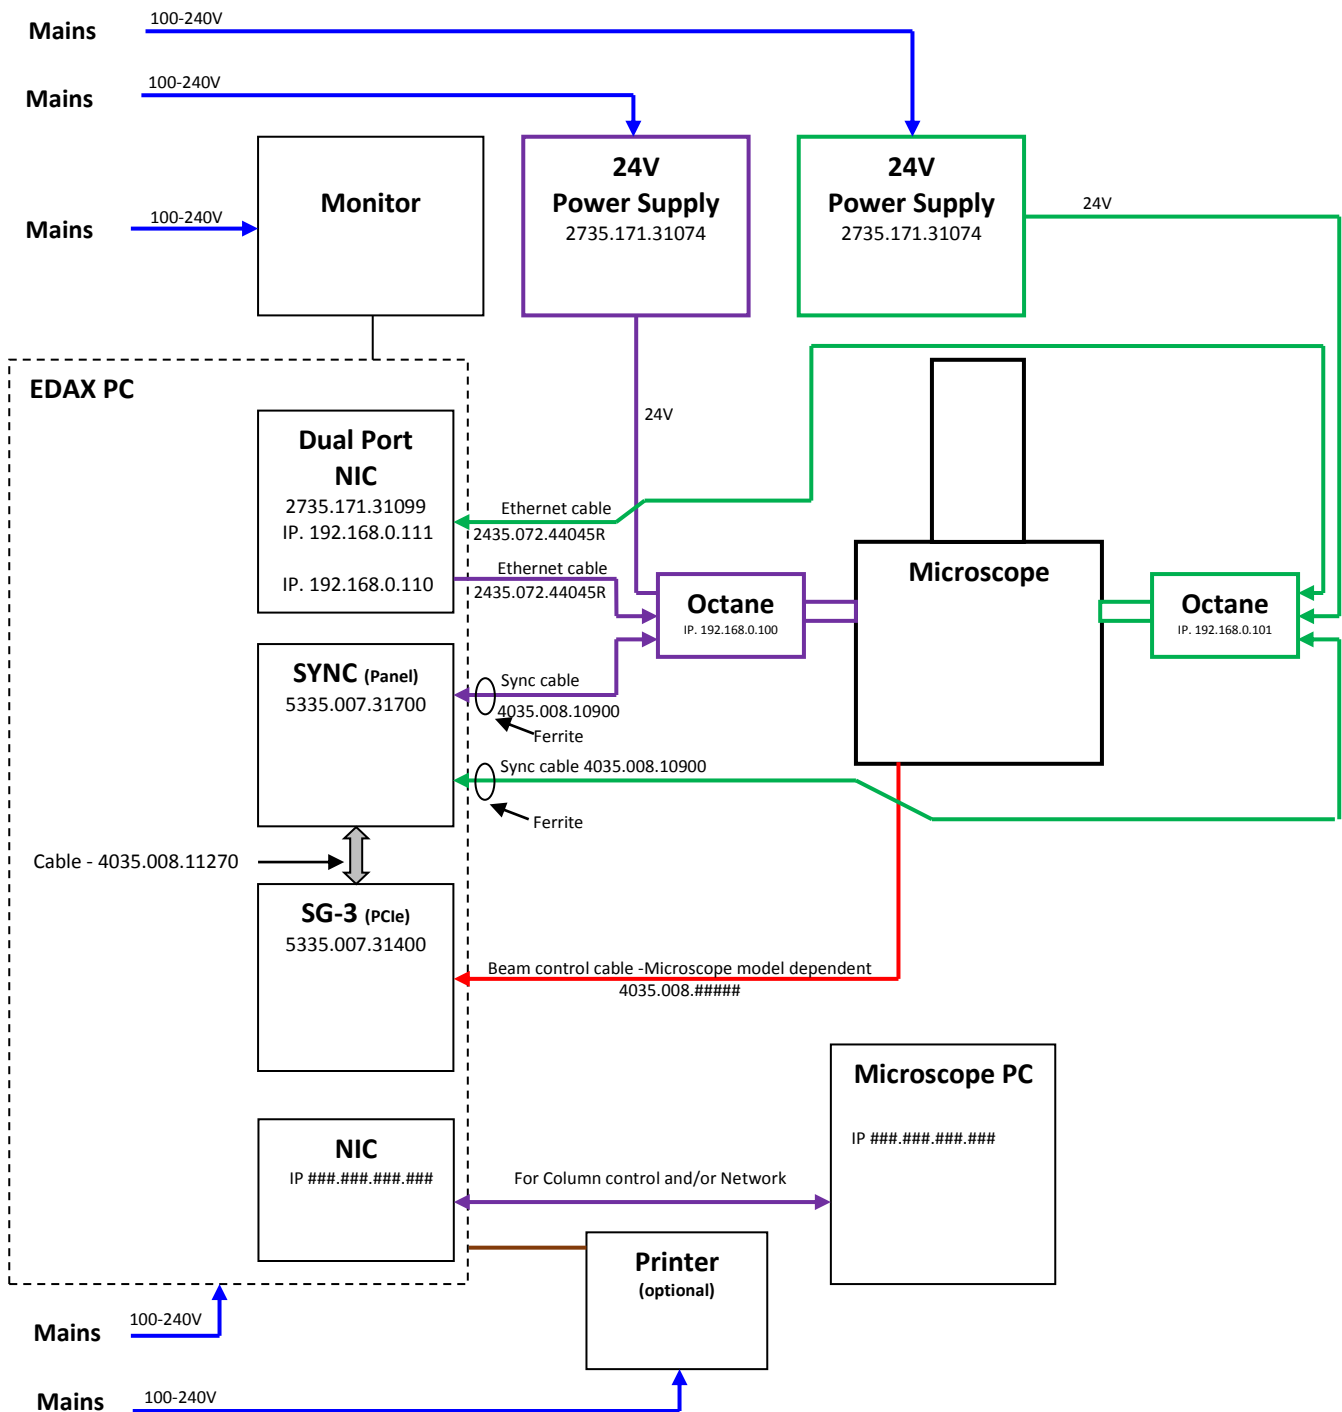 Mains
100-240V
Mains
100-240V
Mains
100-240V
Monitor
24V
Power Supply
2735.171.31074
24V
Power Supply
2735.171.31074
24V
24V
EDAX PC
Dual Port
NIC
2735.171.31099
IP. 192.168.0.111
IP. 192.168.0.110
Ethernet cable
2435.072.44045R
Ethernet cable
2435.072.44045R
Octane
IP. 192.168.0.100
Microscope
Octane
IP. 192.168.0.101
SYNC (Panel)
5335.007.31700
Sync cable
4035.008.10900
Ferrite
Sync cable 4035.008.10900
Ferrite
Cable - 4035.008.11270
SG-3 (PCIe)
5335.007.31400
Beam control cable -Microscope model dependent
4035.008.#####
Microscope PC
IP ###.###.###.###
NIC
IP ###.###.###.###
For Column control and/or Network
Printer
(optional)
Mains
100-240V
Mains
100-240V